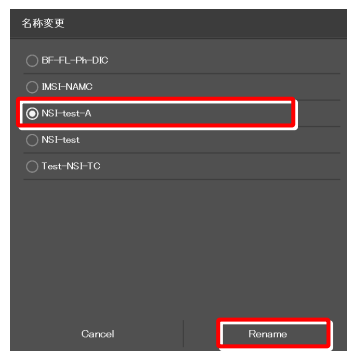 名称変更
BF-FL-Ph-DIC
IMSI-NAMC
NSI-test-A
NSI-test
Test-NSI-TC
Cancel
Rename